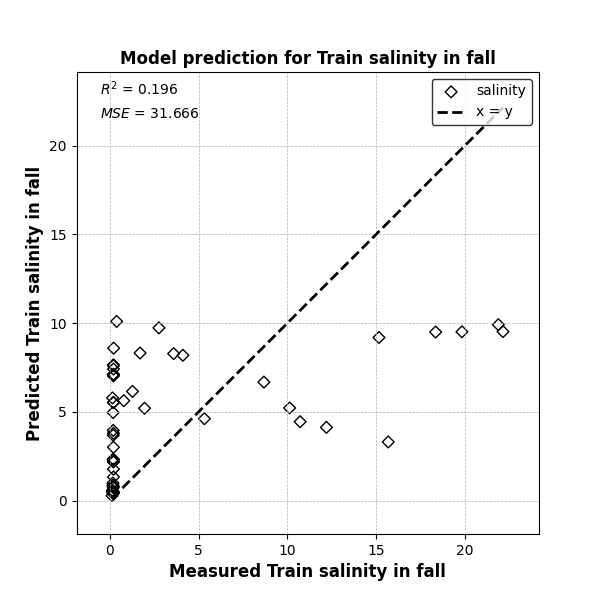 Model prediction for Train salinity in fall
R² = 0.196
MSE = 31.666
salinity
x = y
Predicted Train salinity in fall
20
15
10
5
0
0 5 10 15 20
Measured Train salinity in fall